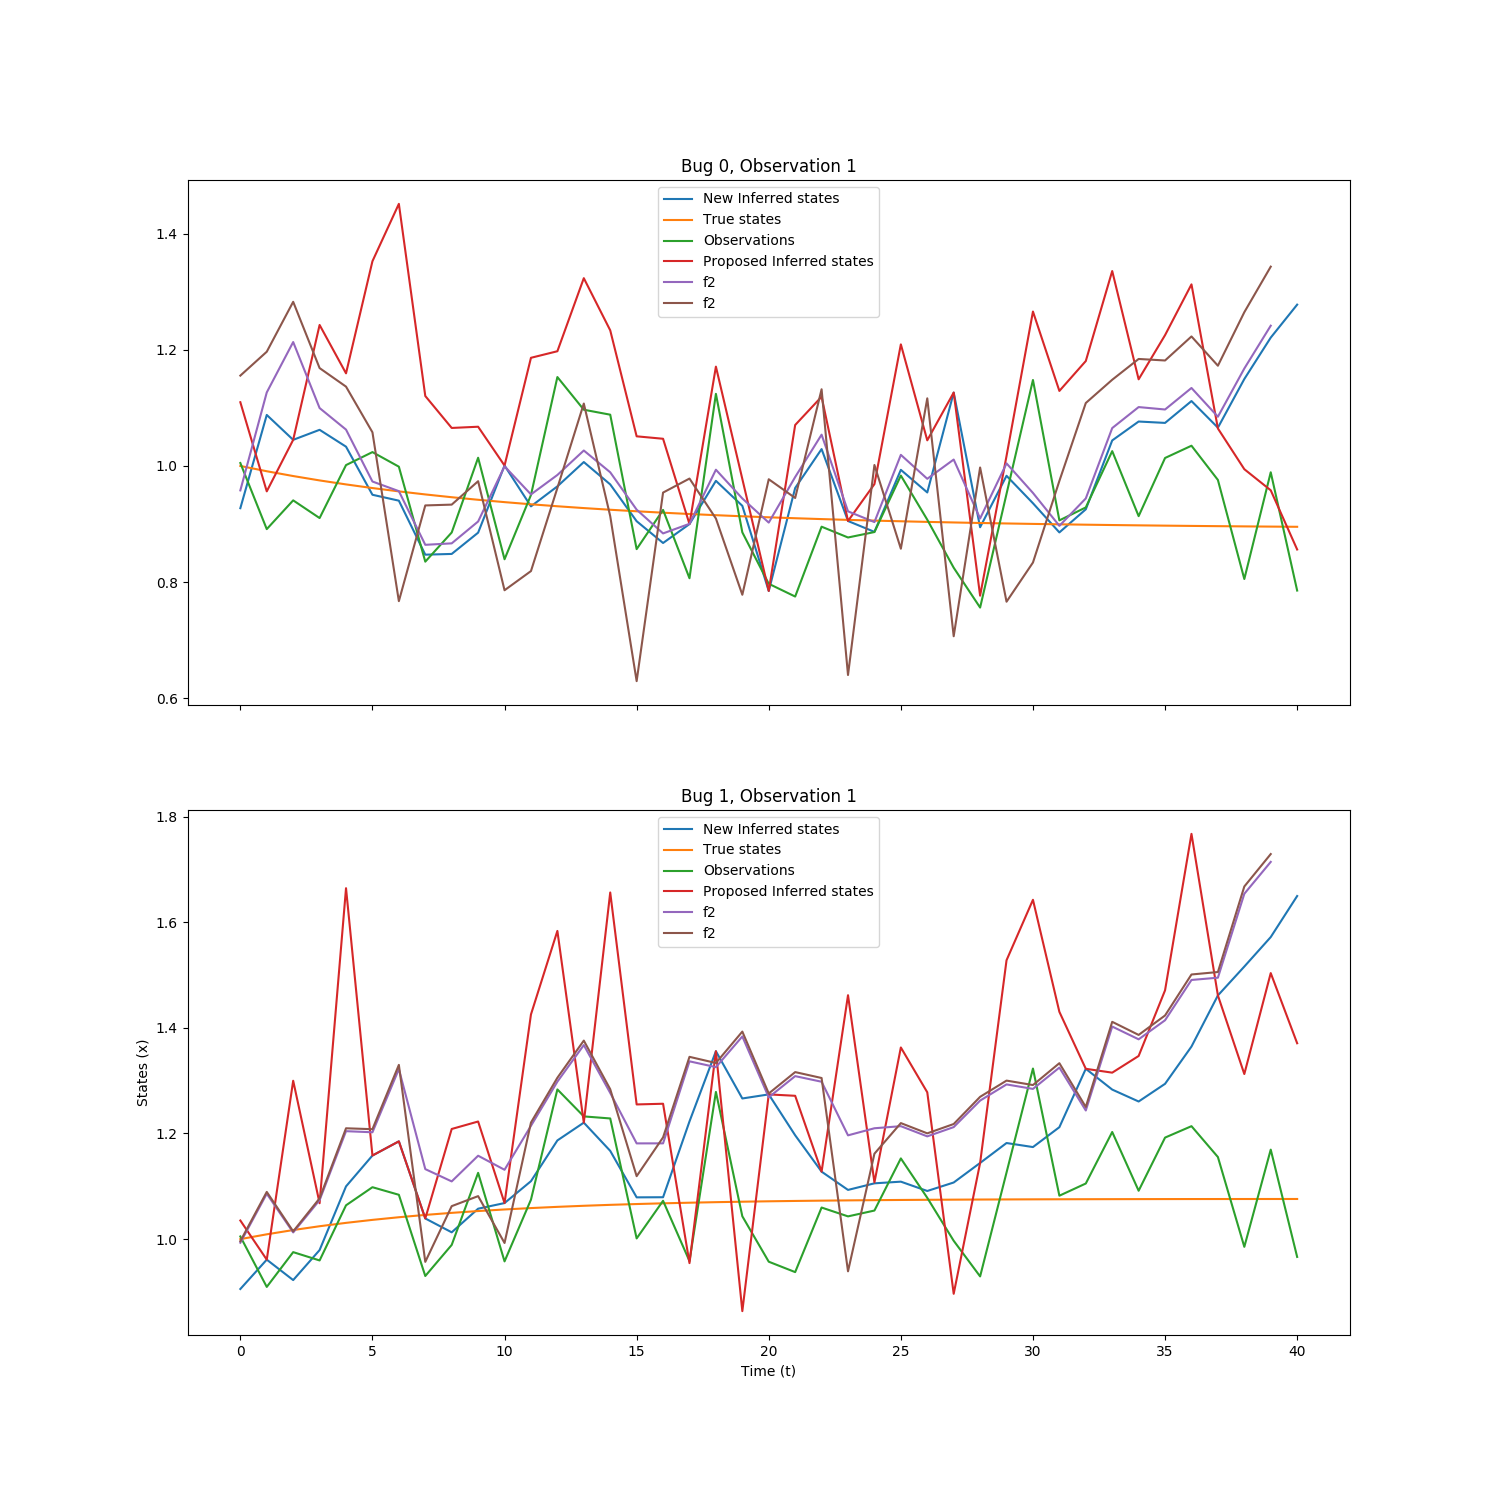 Bug 0, Observation 1
New Inferred states
True states
Observations
Proposed Inferred states
f2
f2
1.4
1.2
1.0
0.8
0.6
Bug 1, Observation 1
New Inferred states
True states
Observations
Proposed Inferred states
f2
f2
1.8
1.6
1.4
1.2
1.0
States (x)
0 5 10 15 20 25 30 35 40
Time (t)